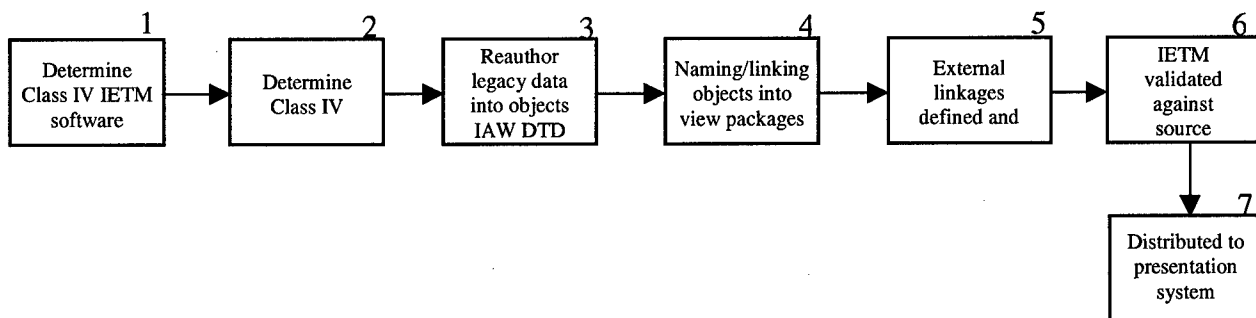 1
Determine
Class IV IETM
software
2
Determine
Class IV
3
Reauthor
legacy data
into objects
IAW DTD
4
Naming/linking
objects into
view packages
5
External
linkages
defined and
6
IETM
validated
against
source
7
Distributed to
presentation
system